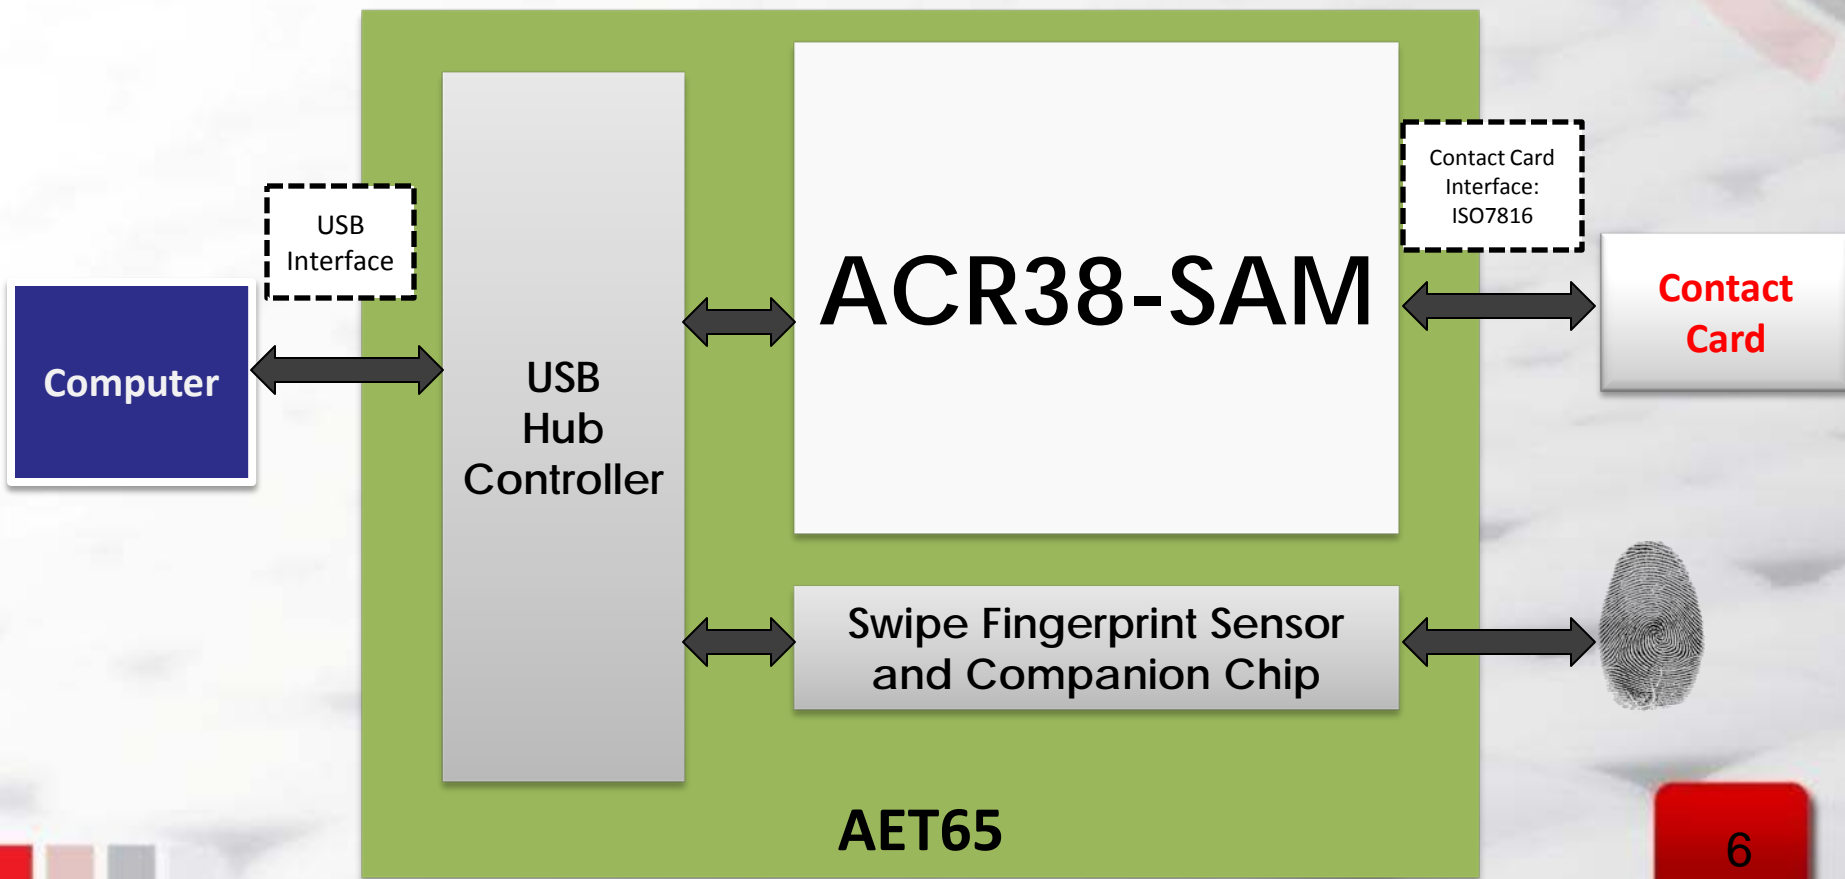 Computer
USB
Interface
USB
Hub
Controller
ACR38-SAM
Contact Card
Interface:
ISO7816
Contact
Card
Swipe Fingerprint Sensor
and Companion Chip
AET65
6